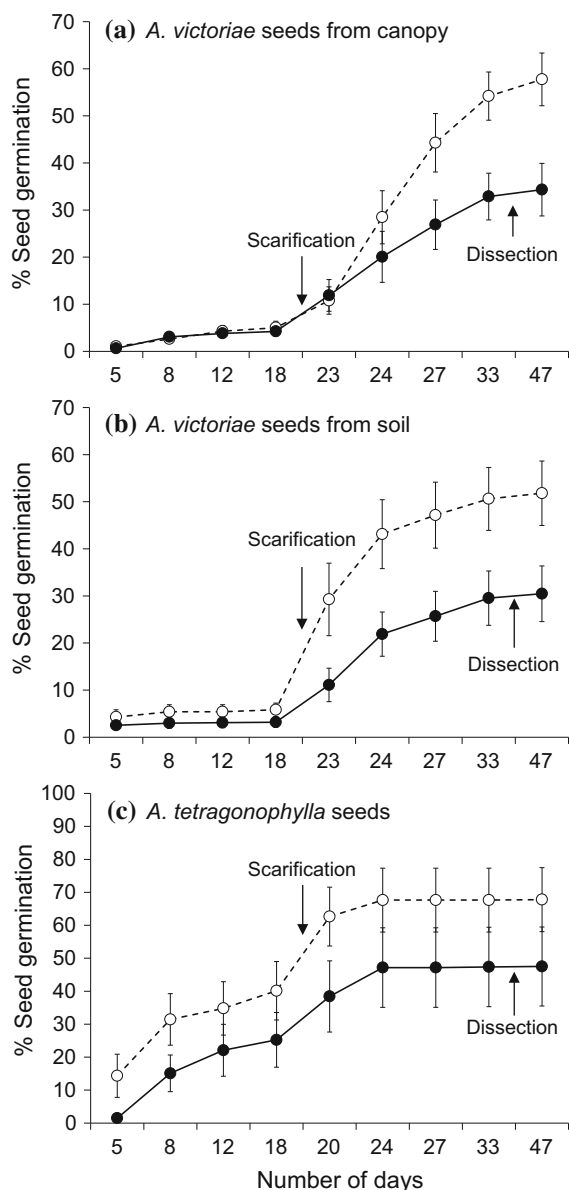 (a) A. victoriae seeds from canopy
% Seed germination
70
60
50
40
30
20
10
0
Scarification
Dissection
5 8 12 18 23 24 27 33 47
(b) A. victoriae seeds from soil
% Seed germination
70
60
50
40
30
20
10
0
Scarification
Dissection
5 8 12 18 23 24 27 33 47
(c) A. tetragonophylla seeds
% Seed germination
100
90
80
70
60
50
40
30
20
10
0
Scarification
Dissection
5 8 12 18 20 24 27 33 47
Number of days